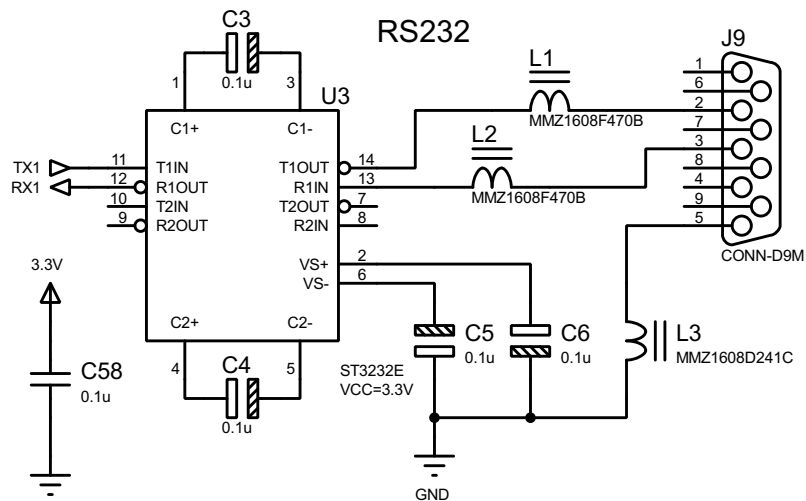 RS232
C3
0.1u
1
3
U3
C1+
C1-
TX1
11
T1IN
T1OUT
14
RX1
12
R1OUT
R1IN
13
10
T2IN
T2OUT
7
9
R2OUT
R2IN
8
VS+
2
VS-
6
C2+
C2-
4
5
C4
0.1u
3.3V
C58
0.1u
L1
MMZ1608F470B
L2
MMZ1608F470B
J9
1
6
2
7
3
8
4
9
5
CONN-D9M
C5
0.1u
C6
0.1u
L3
MMZ1608D241C
ST3232E
VCC=3.3V
GND